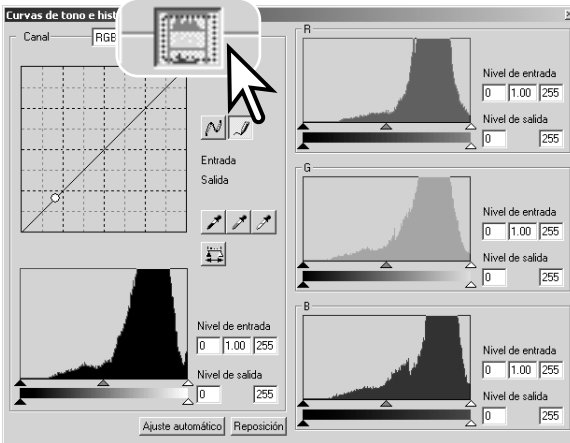 Curvas de tono e hist
Canal RGB
Entrada
Salida
Nivel de entrada
0 1.00 255
Nivel de salida
0 255
Ajuste automático Reposición
R
Nivel de entrada
0 1.00 255
Nivel de salida
0 255
G
Nivel de entrada
0 1.00 255
Nivel de salida
0 255
B
Nivel de entrada
0 1.00 255
Nivel de salida
0 255